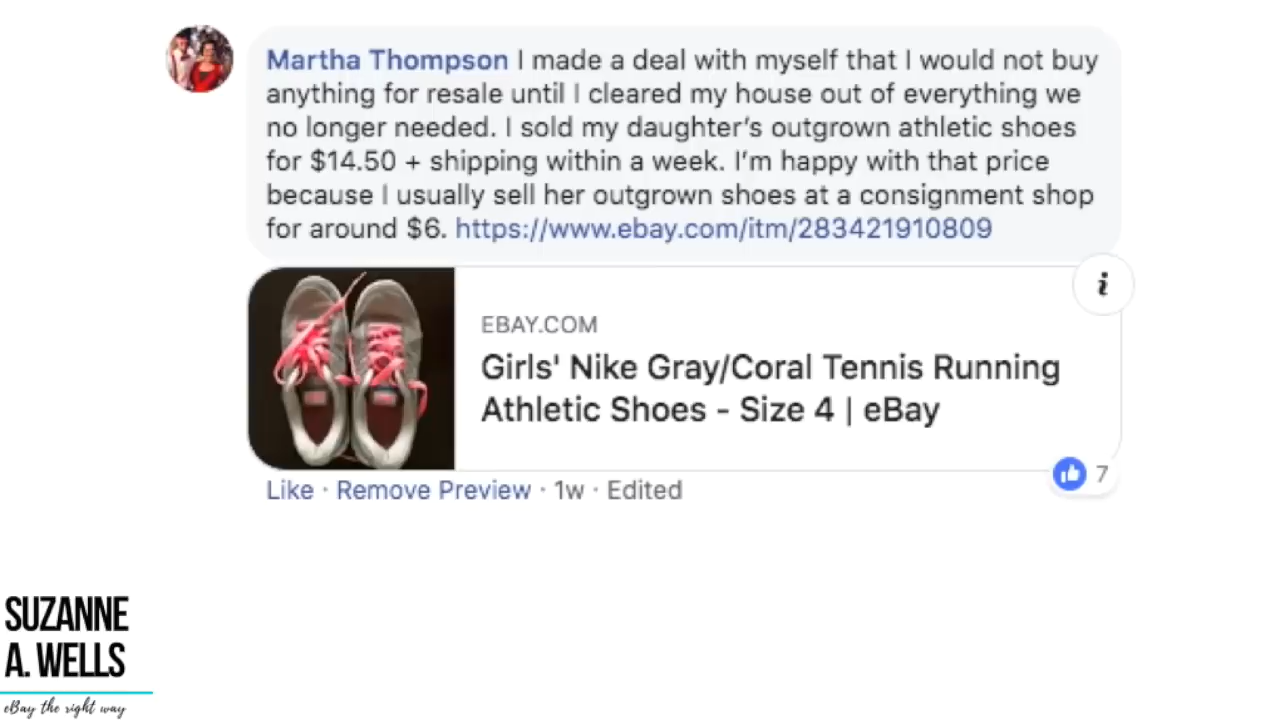 Martha Thompson I made a deal with myself that I would not buy
anything for resale until I cleared my house out of everything we
no longer needed. I sold my daughter's outgrown athletic shoes
for $14.50 + shipping within a week. I'm happy with that price
because I usually sell her outgrown shoes at a consignment shop
for around $6. https://www.ebay.com/itm/283421910809
i
EBAY.COM
Girls' Nike Gray/Coral Tennis Running
Athletic Shoes - Size 4 | eBay
7
Like · Remove Preview · 1w · Edited
SUZANNE
A. WELLS
eBay the right way